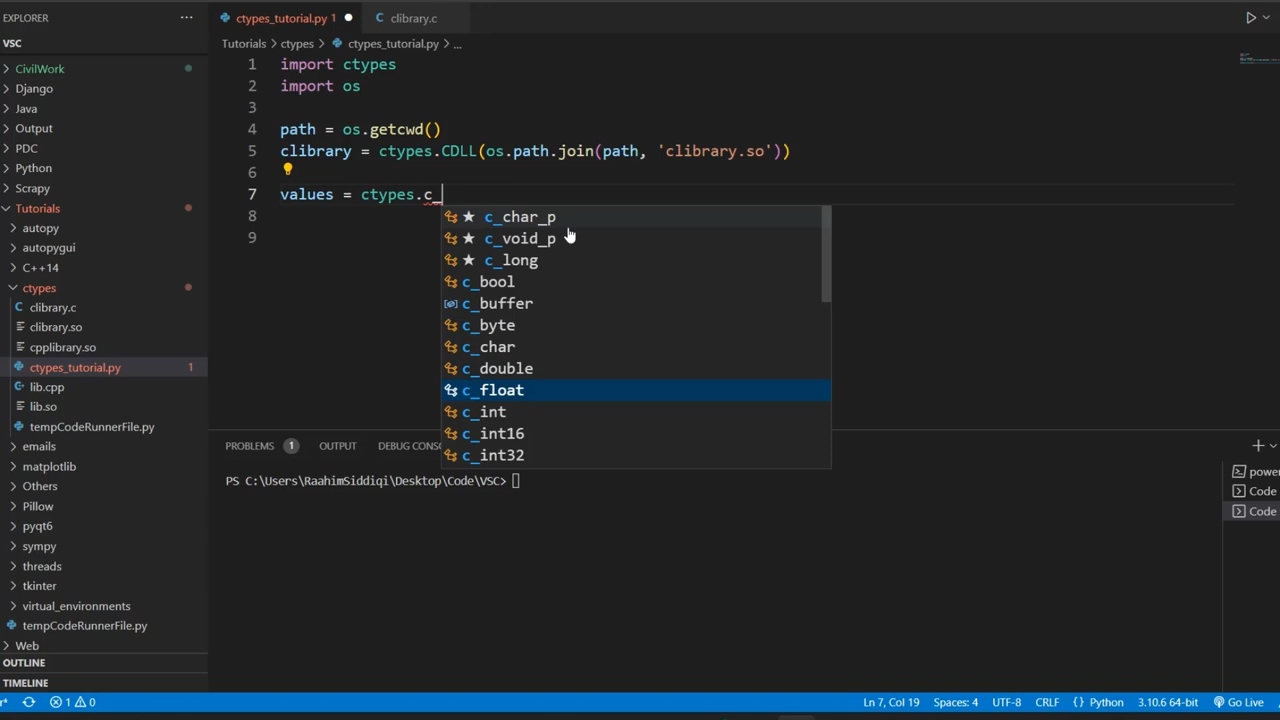 EXPLORER
VSC
CivilWork
Django
Java
Output
PDC
Python
Scrapy
Tutorials
autopy
autopygui
C++14
ctypes
clibrary.c
clibrary.so
cpplibrary.so
ctypes_tutorial.py 1
lib.cpp
lib.so
tempCodeRunnerFile.py
emails
matplotlib
Others
Pillow
pyqt6
sympy
threads
tkinter
virtual_environments
tempCodeRunnerFile.py
Web
OUTLINE
TIMELINE
ctypes_tutorial.py 1 clibrary.c
Tutorials > ctypes > ctypes_tutorial.py > ...
1 import ctypes
2 import os
3
4 path = os.getcwd()
5 clibrary = ctypes.CDLL(os.path.join(path, 'clibrary.so'))
6
7 values = ctypes.c_
8
9
c_char_p
c_void_p
c_long
c_bool
c_buffer
c_byte
c_char
c_double
c_float
c_int
c_int16
c_int32
PROBLEMS 1 OUTPUT DEBUG CONS
PS C:\Users\RaahimSiddiqi\Desktop\Code\VSC>
power
Code
Code
1 0 Ln 7, Col 19 Spaces: 4 UTF-8 CRLF { } Python 3.10.6 64-bit Go Live